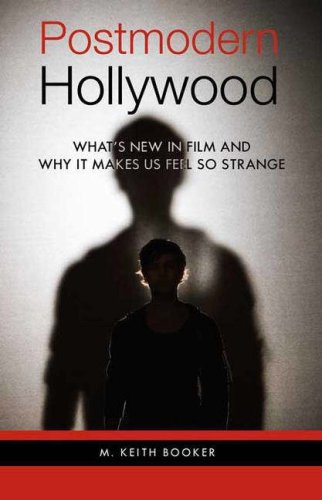 Postmodern
Hollywood
WHAT'S NEW IN FILM AND
WHY IT MAKES US FEEL SO STRANGE
M. KEITH BOOKER